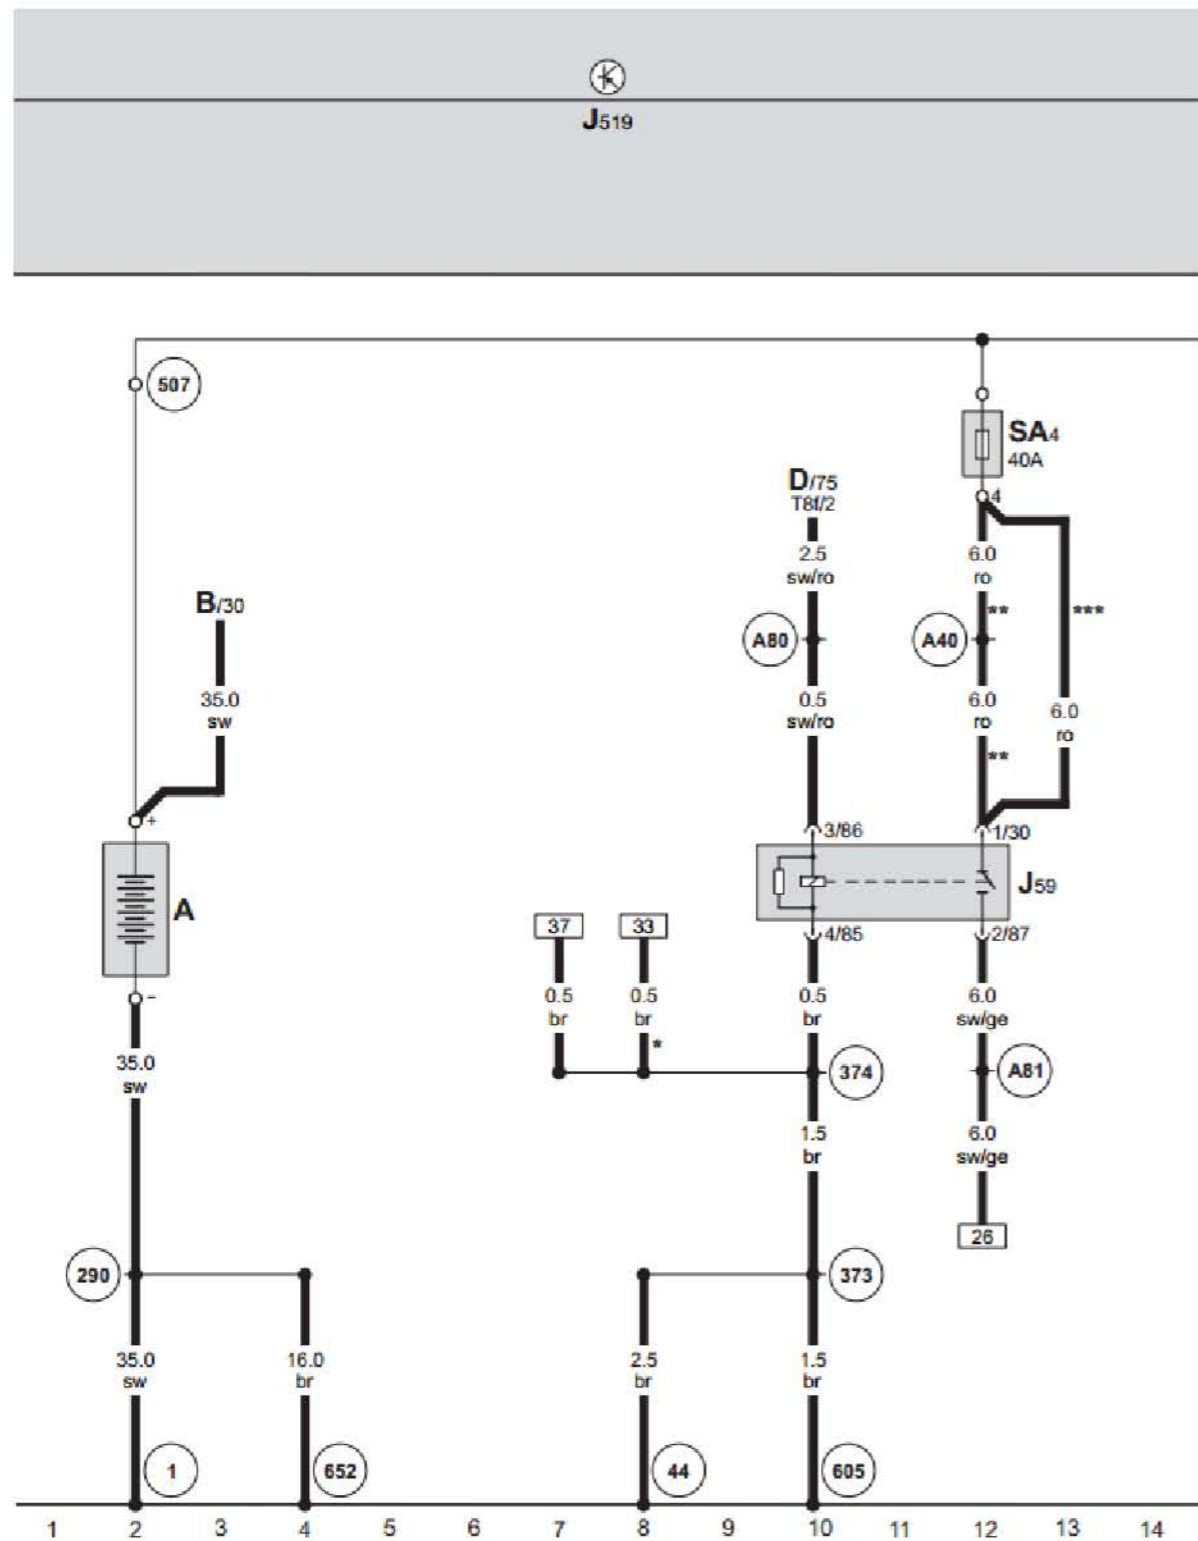 J519
507
SA4
40A
4
D/75
T8f/2
2.5
sw/ro
6.0
ro
**
***
B/30
A80
A40
35.0
sw
0.5
sw/ro
6.0
ro
6.0
ro
**
+
3/86
1/30
A
J59
37
33
4/85
2/87
-
0.5
br
0.5
br
*
0.5
br
6.0
sw/ge
35.0
sw
374
A81
1.5
br
6.0
sw/ge
26
290
373
35.0
sw
16.0
br
2.5
br
1.5
br
1
652
44
605
1 2 3 4 5 6 7 8 9 10 11 12 13 14